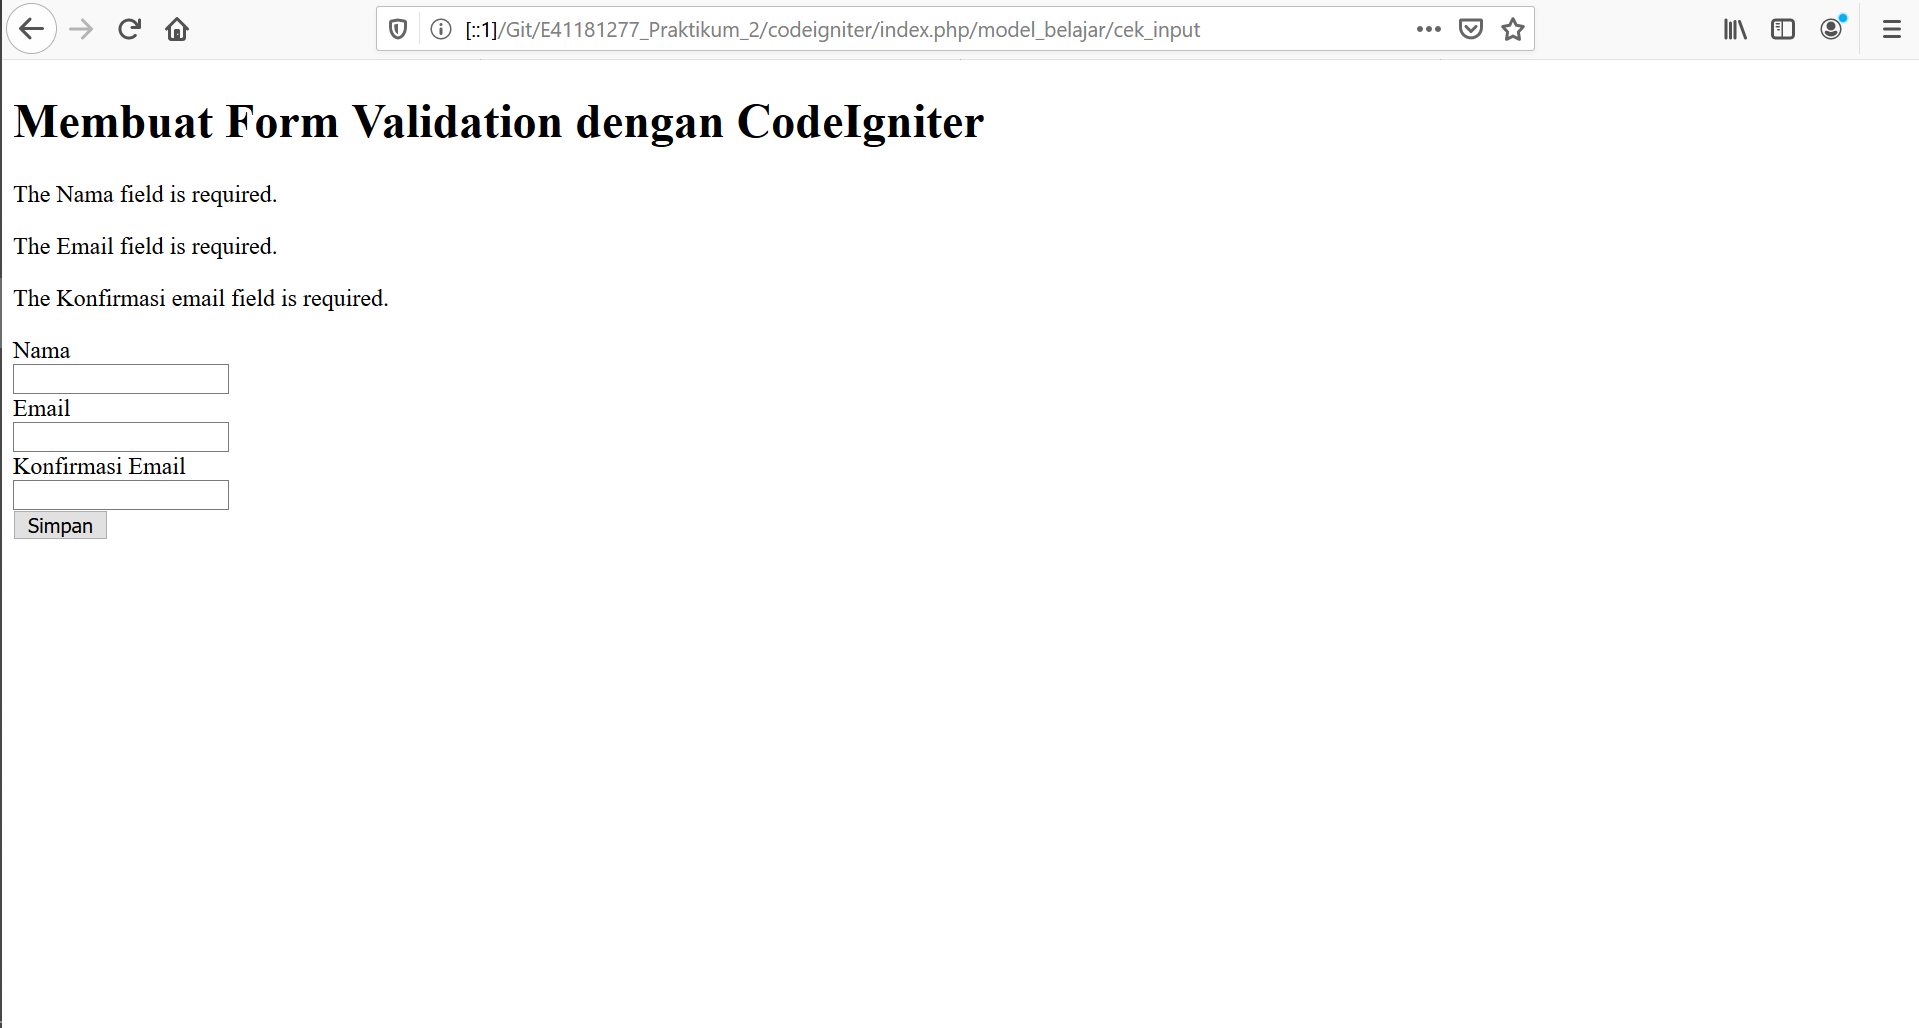 [::1]/Git/E41181277_Praktikum_2/codeigniter/index.php/model_belajar/cek_input
Membuat Form Validation dengan CodeIgniter
The Nama field is required.
The Email field is required.
The Konfirmasi email field is required.
Nama
Email
Konfirmasi Email
Simpan